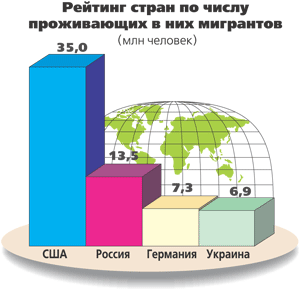 Рейтинг стран по числу
проживающих в них мигрантов
(млн человек)
35,0
13,5
7,3
6,9
США Россия Германия Украина